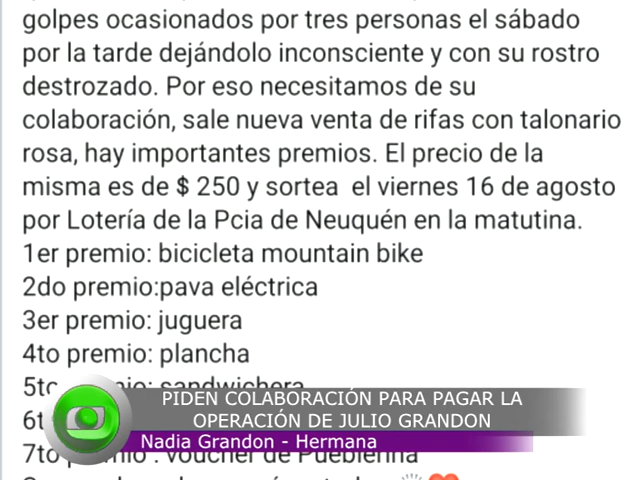 golpes ocasionados por tres personas el sábado
por la tarde dejándolo inconsciente y con su rostro
destrozado. Por eso necesitamos de su
colaboración, sale nueva venta de rifas con talonario
rosa, hay importantes premios. El precio de la
misma es de $ 250 y sortea el viernes 16 de agosto
por Lotería de la Pcia de Neuquén en la matutina.
1er premio: bicicleta mountain bike
2do premio:pava eléctrica
3er premio: juguera
4to premio: plancha
sandwichera
PIDEN COLABORACIÓN PARA PAGAR LA
OPERACIÓN DE JULIO GRANDON
Nadia Grandon - Hermana
voucher de